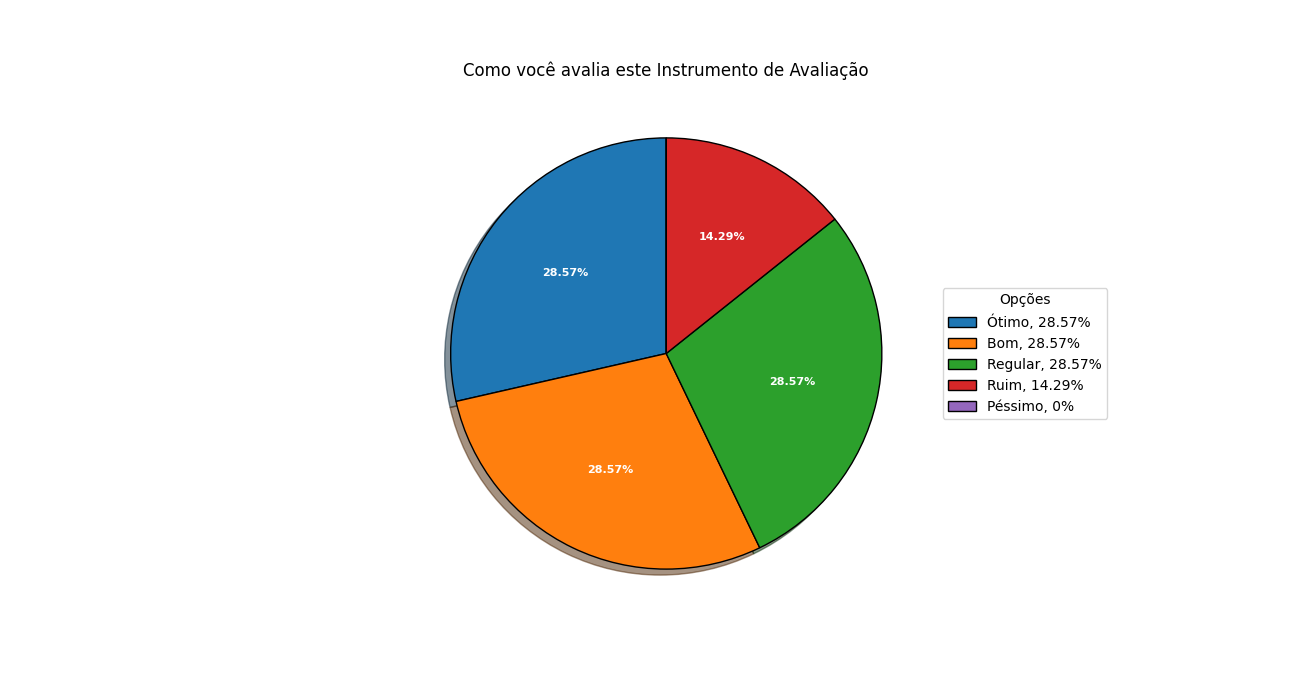 Como você avalia este Instrumento de Avaliação
14.29%
28.57%
28.57%
28.57%
Opções
Ótimo, 28.57%
Bom, 28.57%
Regular, 28.57%
Ruim, 14.29%
Péssimo, 0%